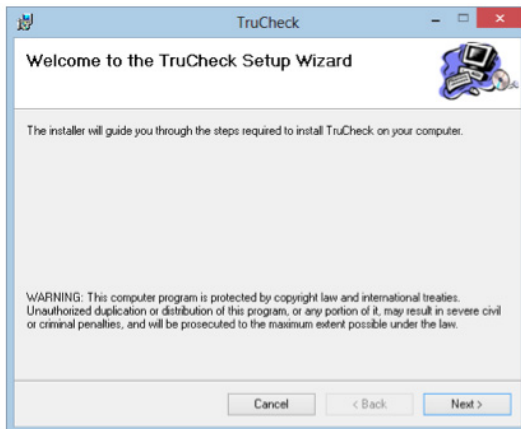 TruCheck
Welcome to the TruCheck Setup Wizard
The installer will guide you through the steps required to install TruCheck on your computer.
WARNING: This computer program is protected by copyright law and international treaties.
Unauthorized duplication or distribution of this program, or any portion of it, may result in severe civil
or criminal penalties, and will be prosecuted to the maximum extent possible under the law.
Cancel
< Back
Next >